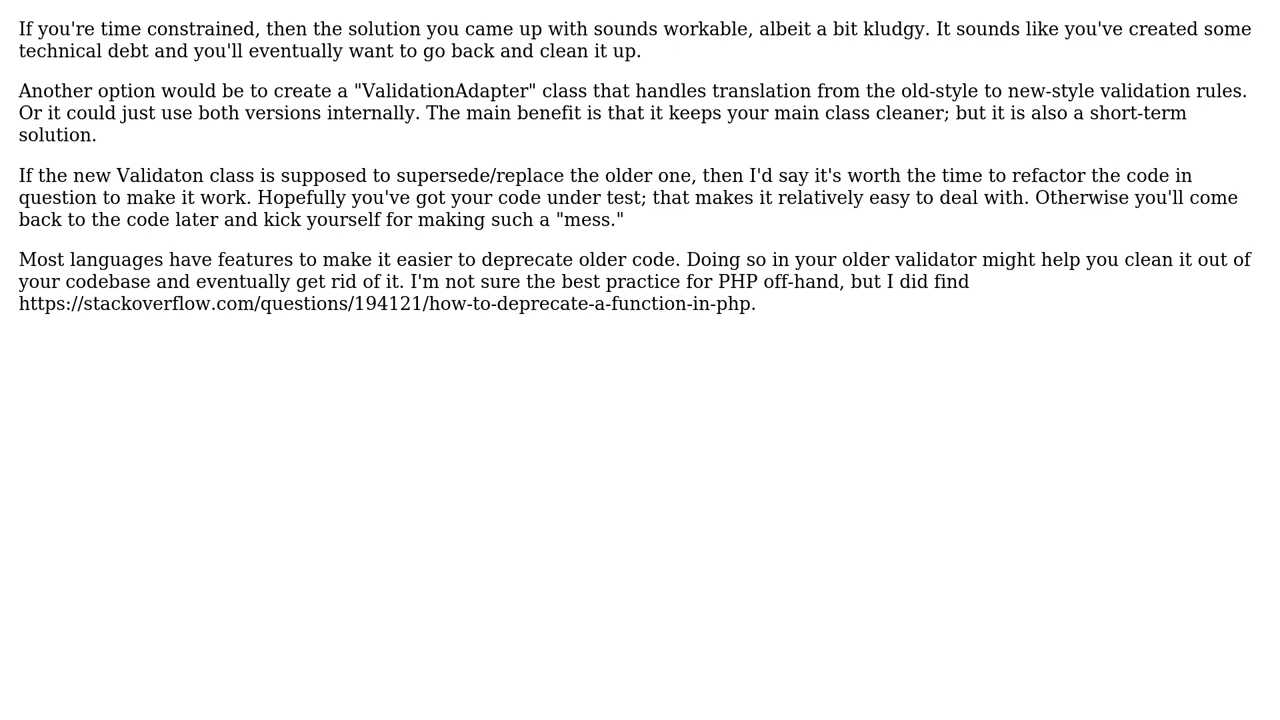 If you're time constrained, then the solution you came up with sounds workable, albeit a bit kludgy. It sounds like you've created some
technical debt and you'll eventually want to go back and clean it up.
Another option would be to create a "ValidationAdapter" class that handles translation from the old-style to new-style validation rules.
Or it could just use both versions internally. The main benefit is that it keeps your main class cleaner; but it is also a short-term
solution.
If the new Validaton class is supposed to supersede/replace the older one, then I'd say it's worth the time to refactor the code in
question to make it work. Hopefully you've got your code under test; that makes it relatively easy to deal with. Otherwise you'll come
back to the code later and kick yourself for making such a "mess."
Most languages have features to make it easier to deprecate older code. Doing so in your older validator might help you clean it out of
your codebase and eventually get rid of it. I'm not sure the best practice for PHP off-hand, but I did find
https://stackoverflow.com/questions/194121/how-to-deprecate-a-function-in-php.